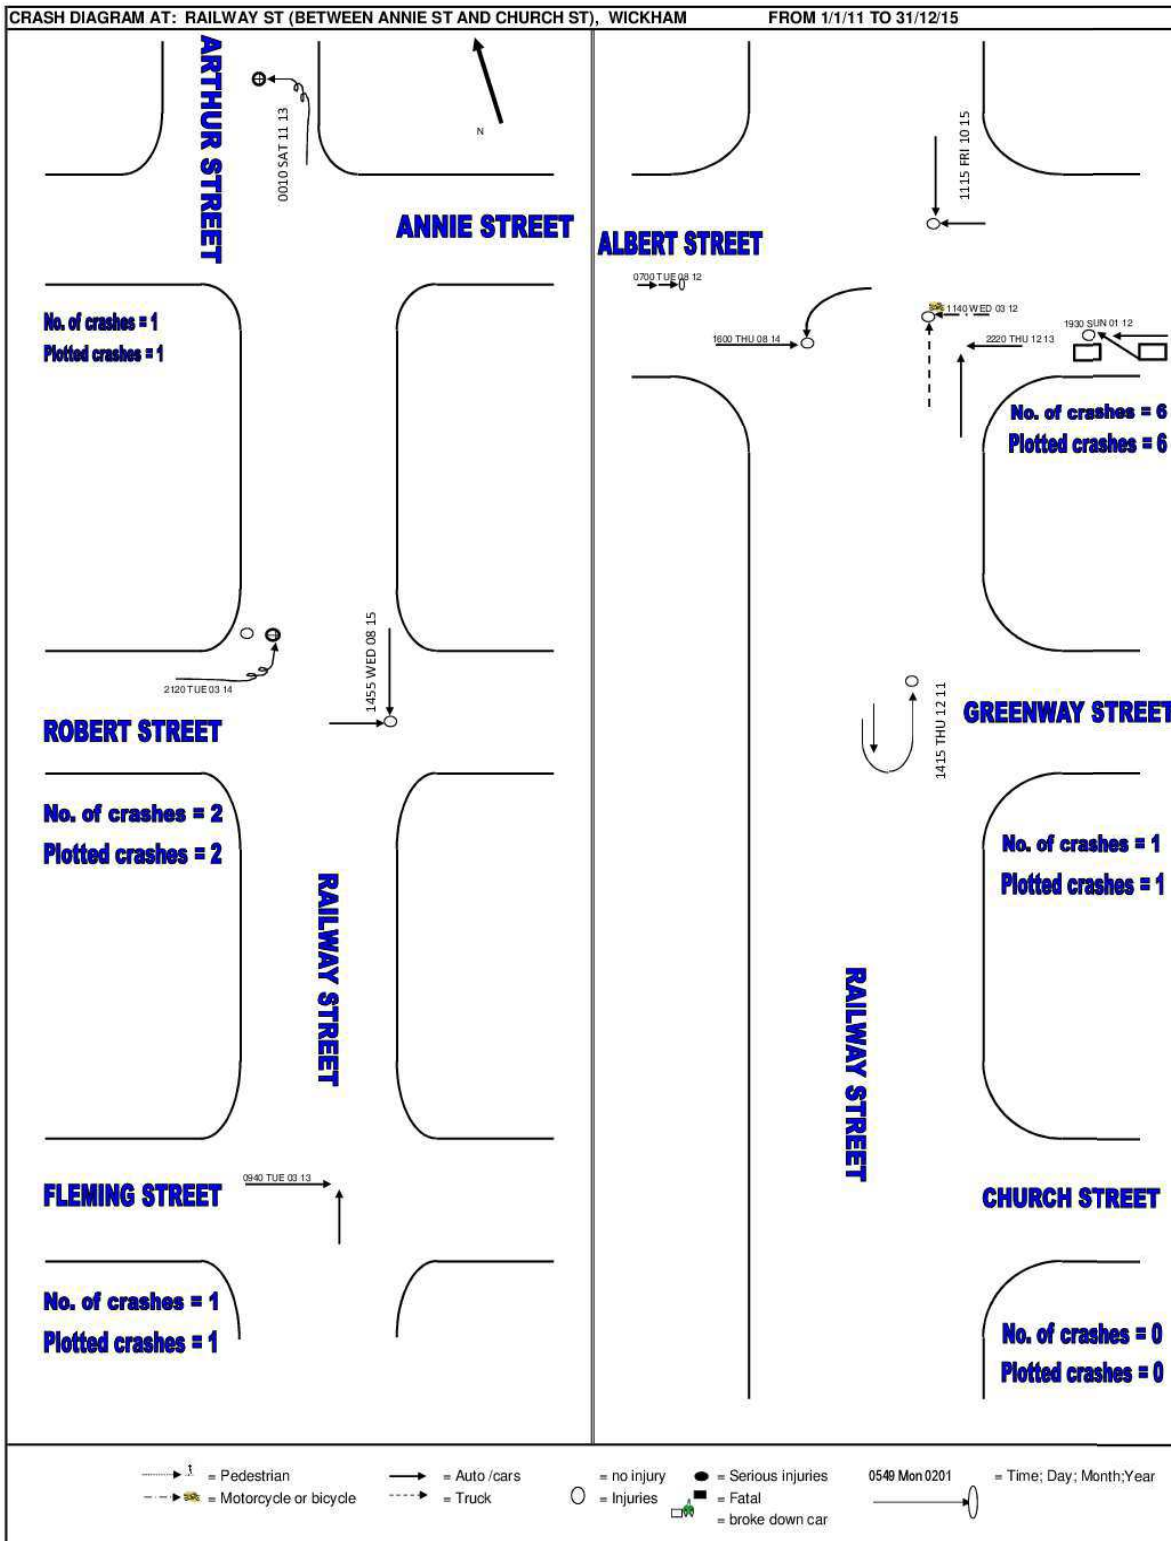 CRASH DIAGRAM AT: RAILWAY ST (BETWEEN ANNIE ST AND CHURCH ST), WICKHAM FROM 1/1/11 TO 31/12/15
ARTHUR STREET
0010 SAT 11 13
N
ANNIE STREET
No. of crashes = 1
Plotted crashes = 1
2120 TUE 03 14
1455 WED 08 15
ROBERT STREET
No. of crashes = 2
Plotted crashes = 2
RAILWAY STREET
0940 TUE 03 13
FLEMING STREET
No. of crashes = 1
Plotted crashes = 1
1115 FRI 10 15
ALBERT STREET
0700 TUE 08 12
1140 WED 03 12
1600 THU 08 14
2220 THU 12 13
1930 SUN 01 12
No. of crashes = 6
Plotted crashes = 6
1415 THU 12 11
GREENWAY STREET
No. of crashes = 1
Plotted crashes = 1
RAILWAY STREET
CHURCH STREET
No. of crashes = 0
Plotted crashes = 0
= Pedestrian
= Motorcycle or bicycle
= Auto /cars
= Truck
= no injury
= Injuries
= Serious injuries
= Fatal
= broke down car
0549 Mon 0201
= Time; Day; Month;Year